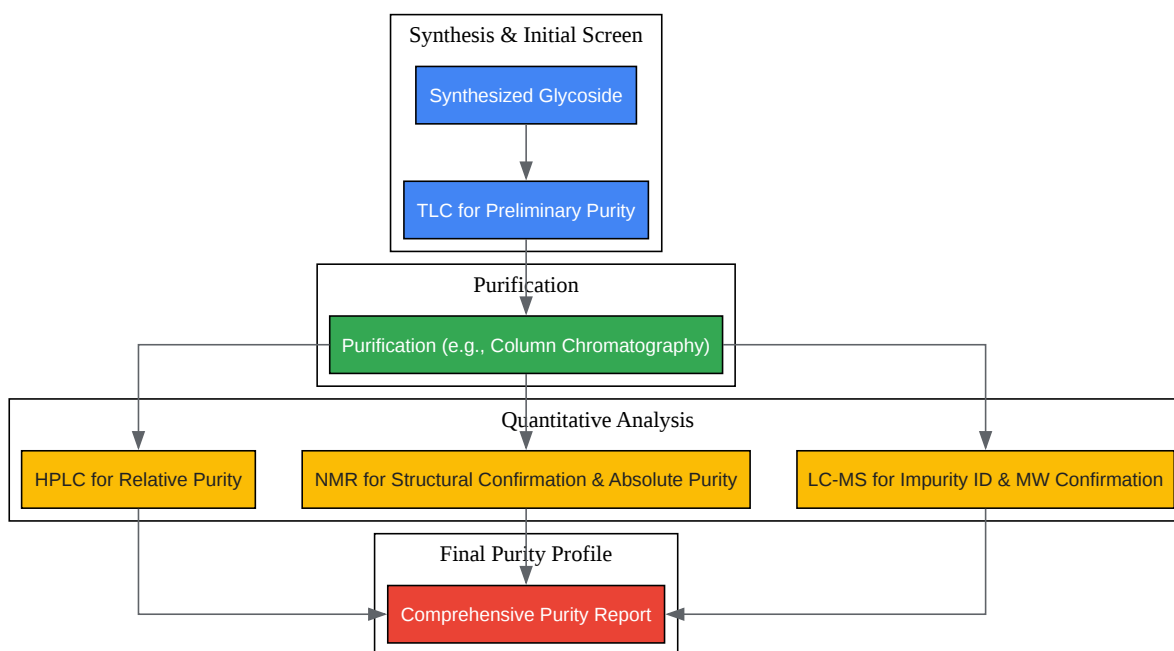 Synthesis & Initial Screen
Synthesized Glycoside
TLC for Preliminary Purity
Purification
Purification (e.g., Column Chromatography)
Quantitative Analysis
HPLC for Relative Purity
NMR for Structural Confirmation & Absolute Purity
LC-MS for Impurity ID & MW Confirmation
Final Purity Profile
Comprehensive Purity Report